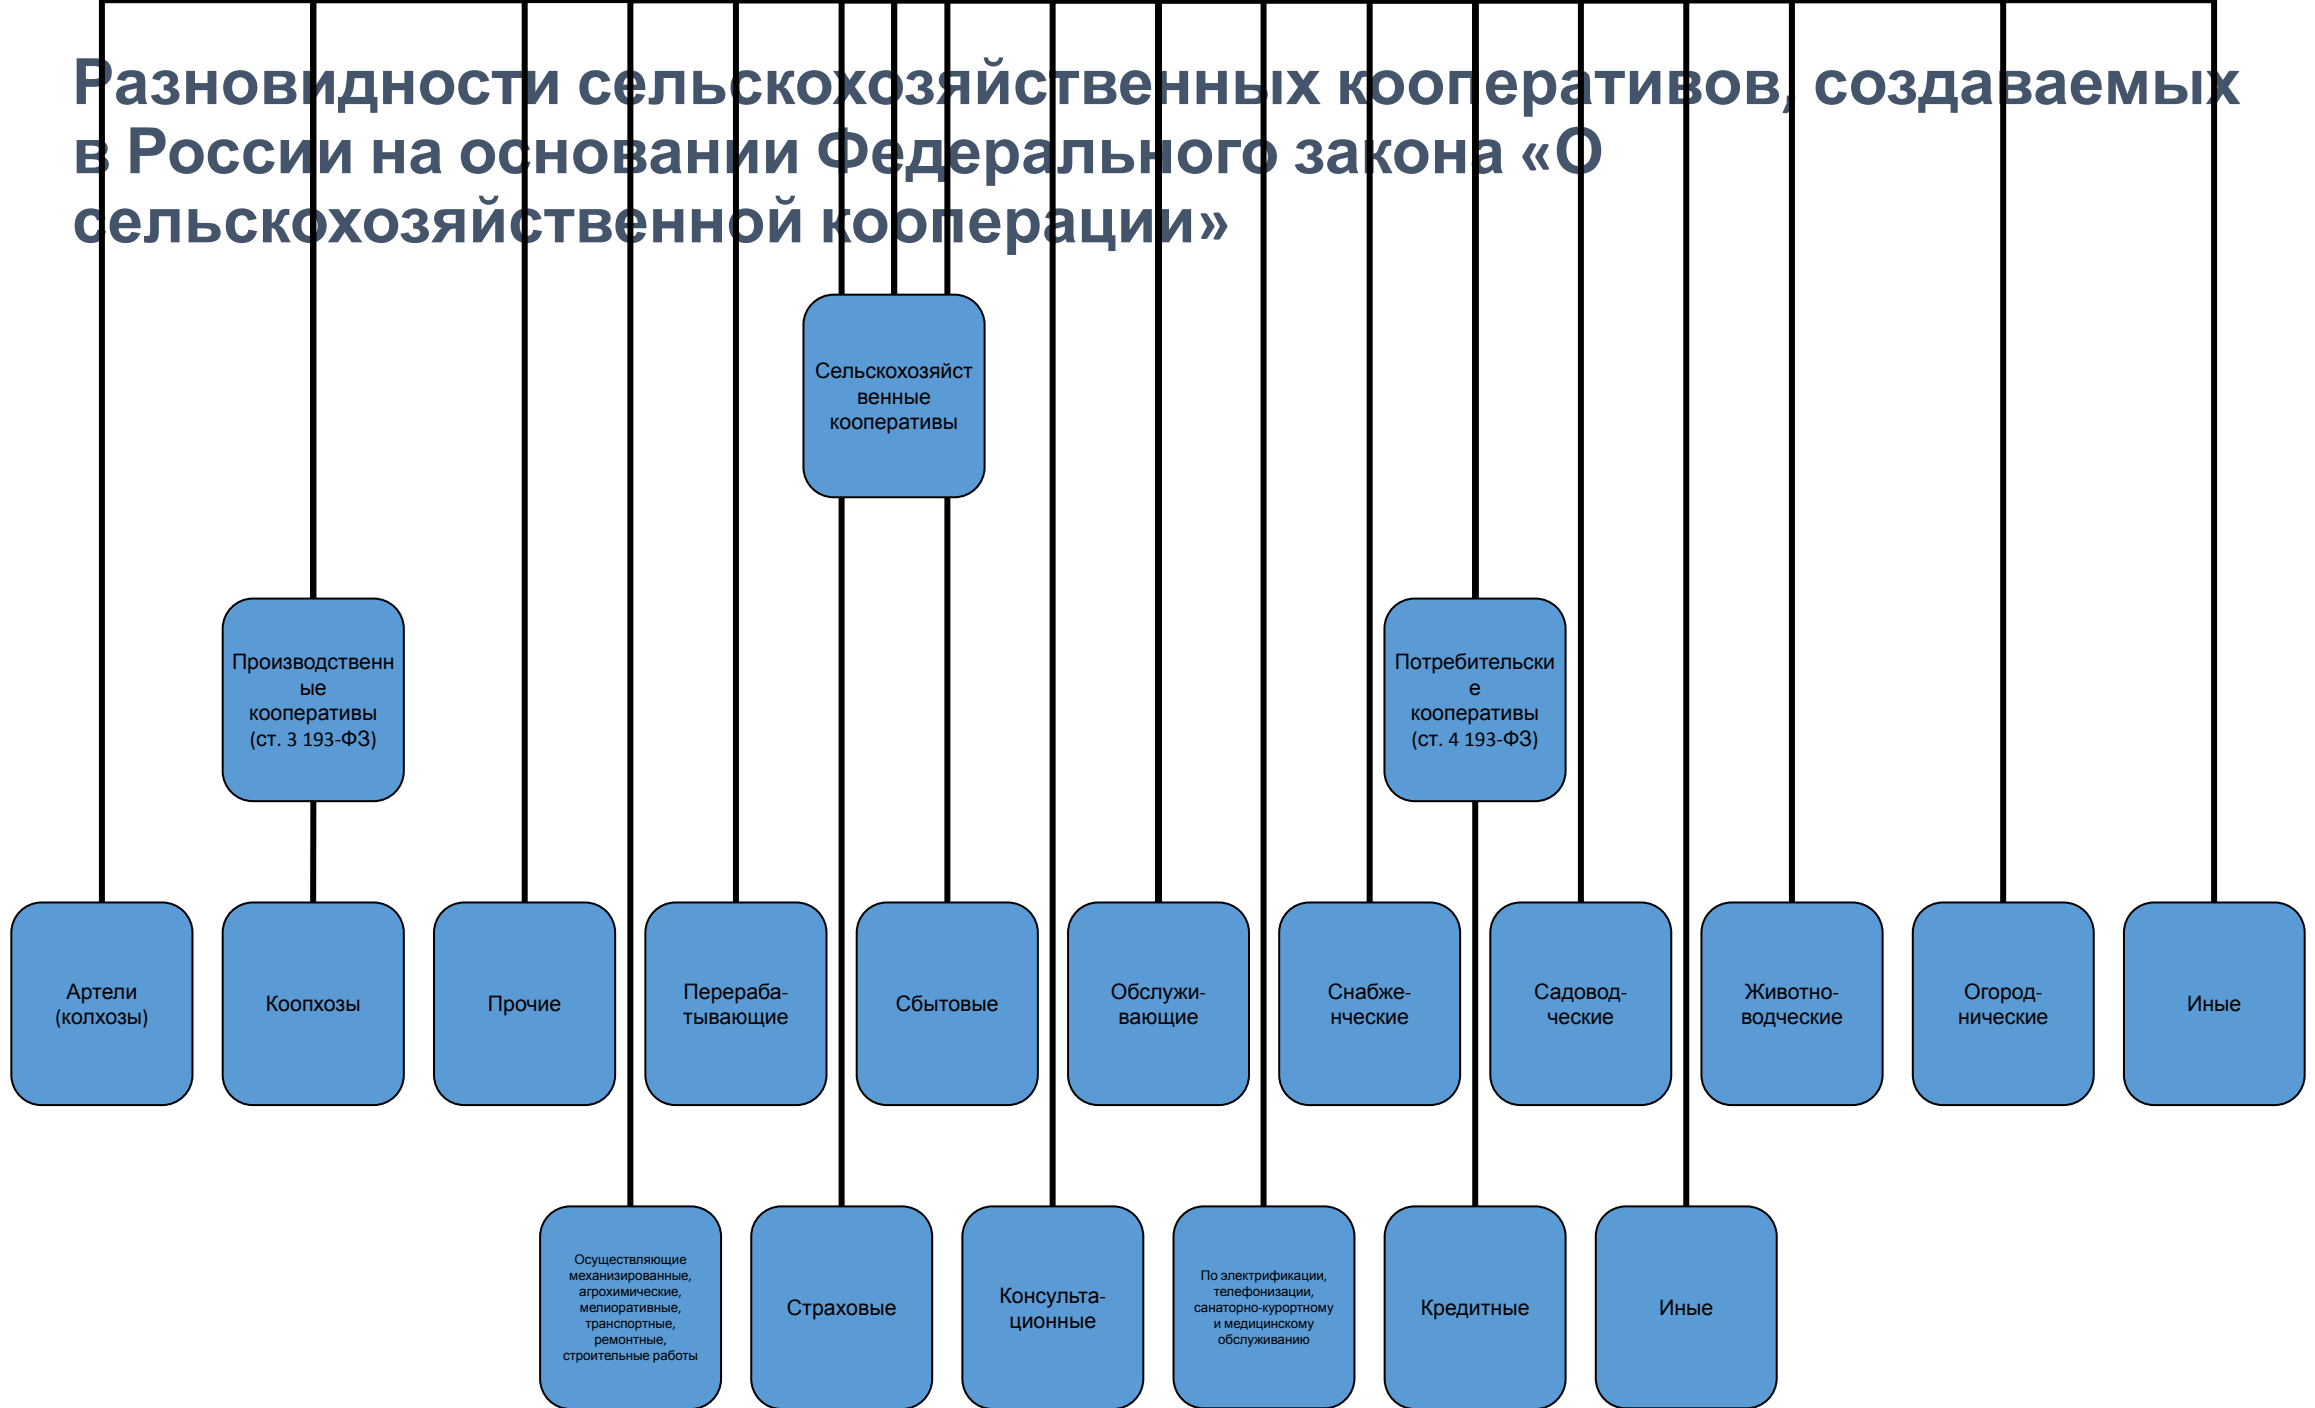 Разновидности сельскохозяйственных кооперативов, создаваемых
в России на основании Федерального закона «О
сельскохозяйственной кооперации»
Сельскохозяйст
венные
кооперативы
Производственн
ые
кооперативы
(ст. 3 193-ФЗ)
Потребительски
е
кооперативы
(ст. 4 193-ФЗ)
Артели
(колхозы)
Коопхозы
Прочие
Перераба-
тывающие
Сбытовые
Обслужи-
вающие
Снабже-
нческие
Садовод-
ческие
Животно-
водческие
Огород-
нические
Иные
Осуществляющие
механизированные,
агрохимические,
мелиоративные,
транспортные,
ремонтные,
строительные работы
Страховые
Консульта-
ционные
По электрификации,
телефонизации,
санаторно-курортному
и медицинскому
обслуживанию
Кредитные
Иные